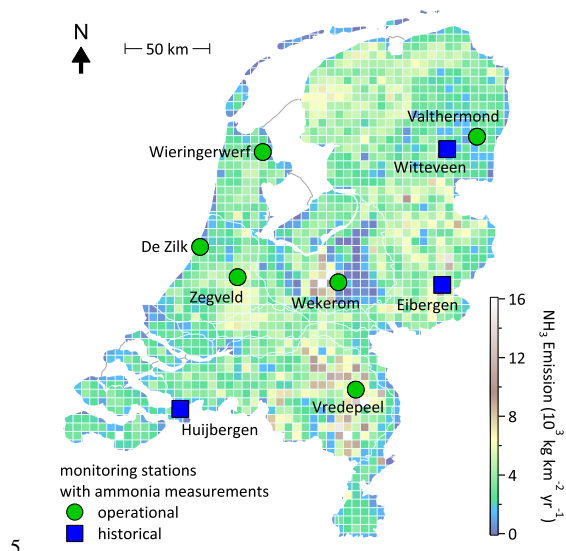 N
50 km
Valthermond
Wieringerwerf
Witteveen
De Zilk
Zegveld
Wekerom
Eibergen
16
12
8
4
0
NH3 Emission (10^3 kg km^-2 yr^-1)
Vredepeel
Huijbergen
monitoring stations
with ammonia measurements
operational
historical
5